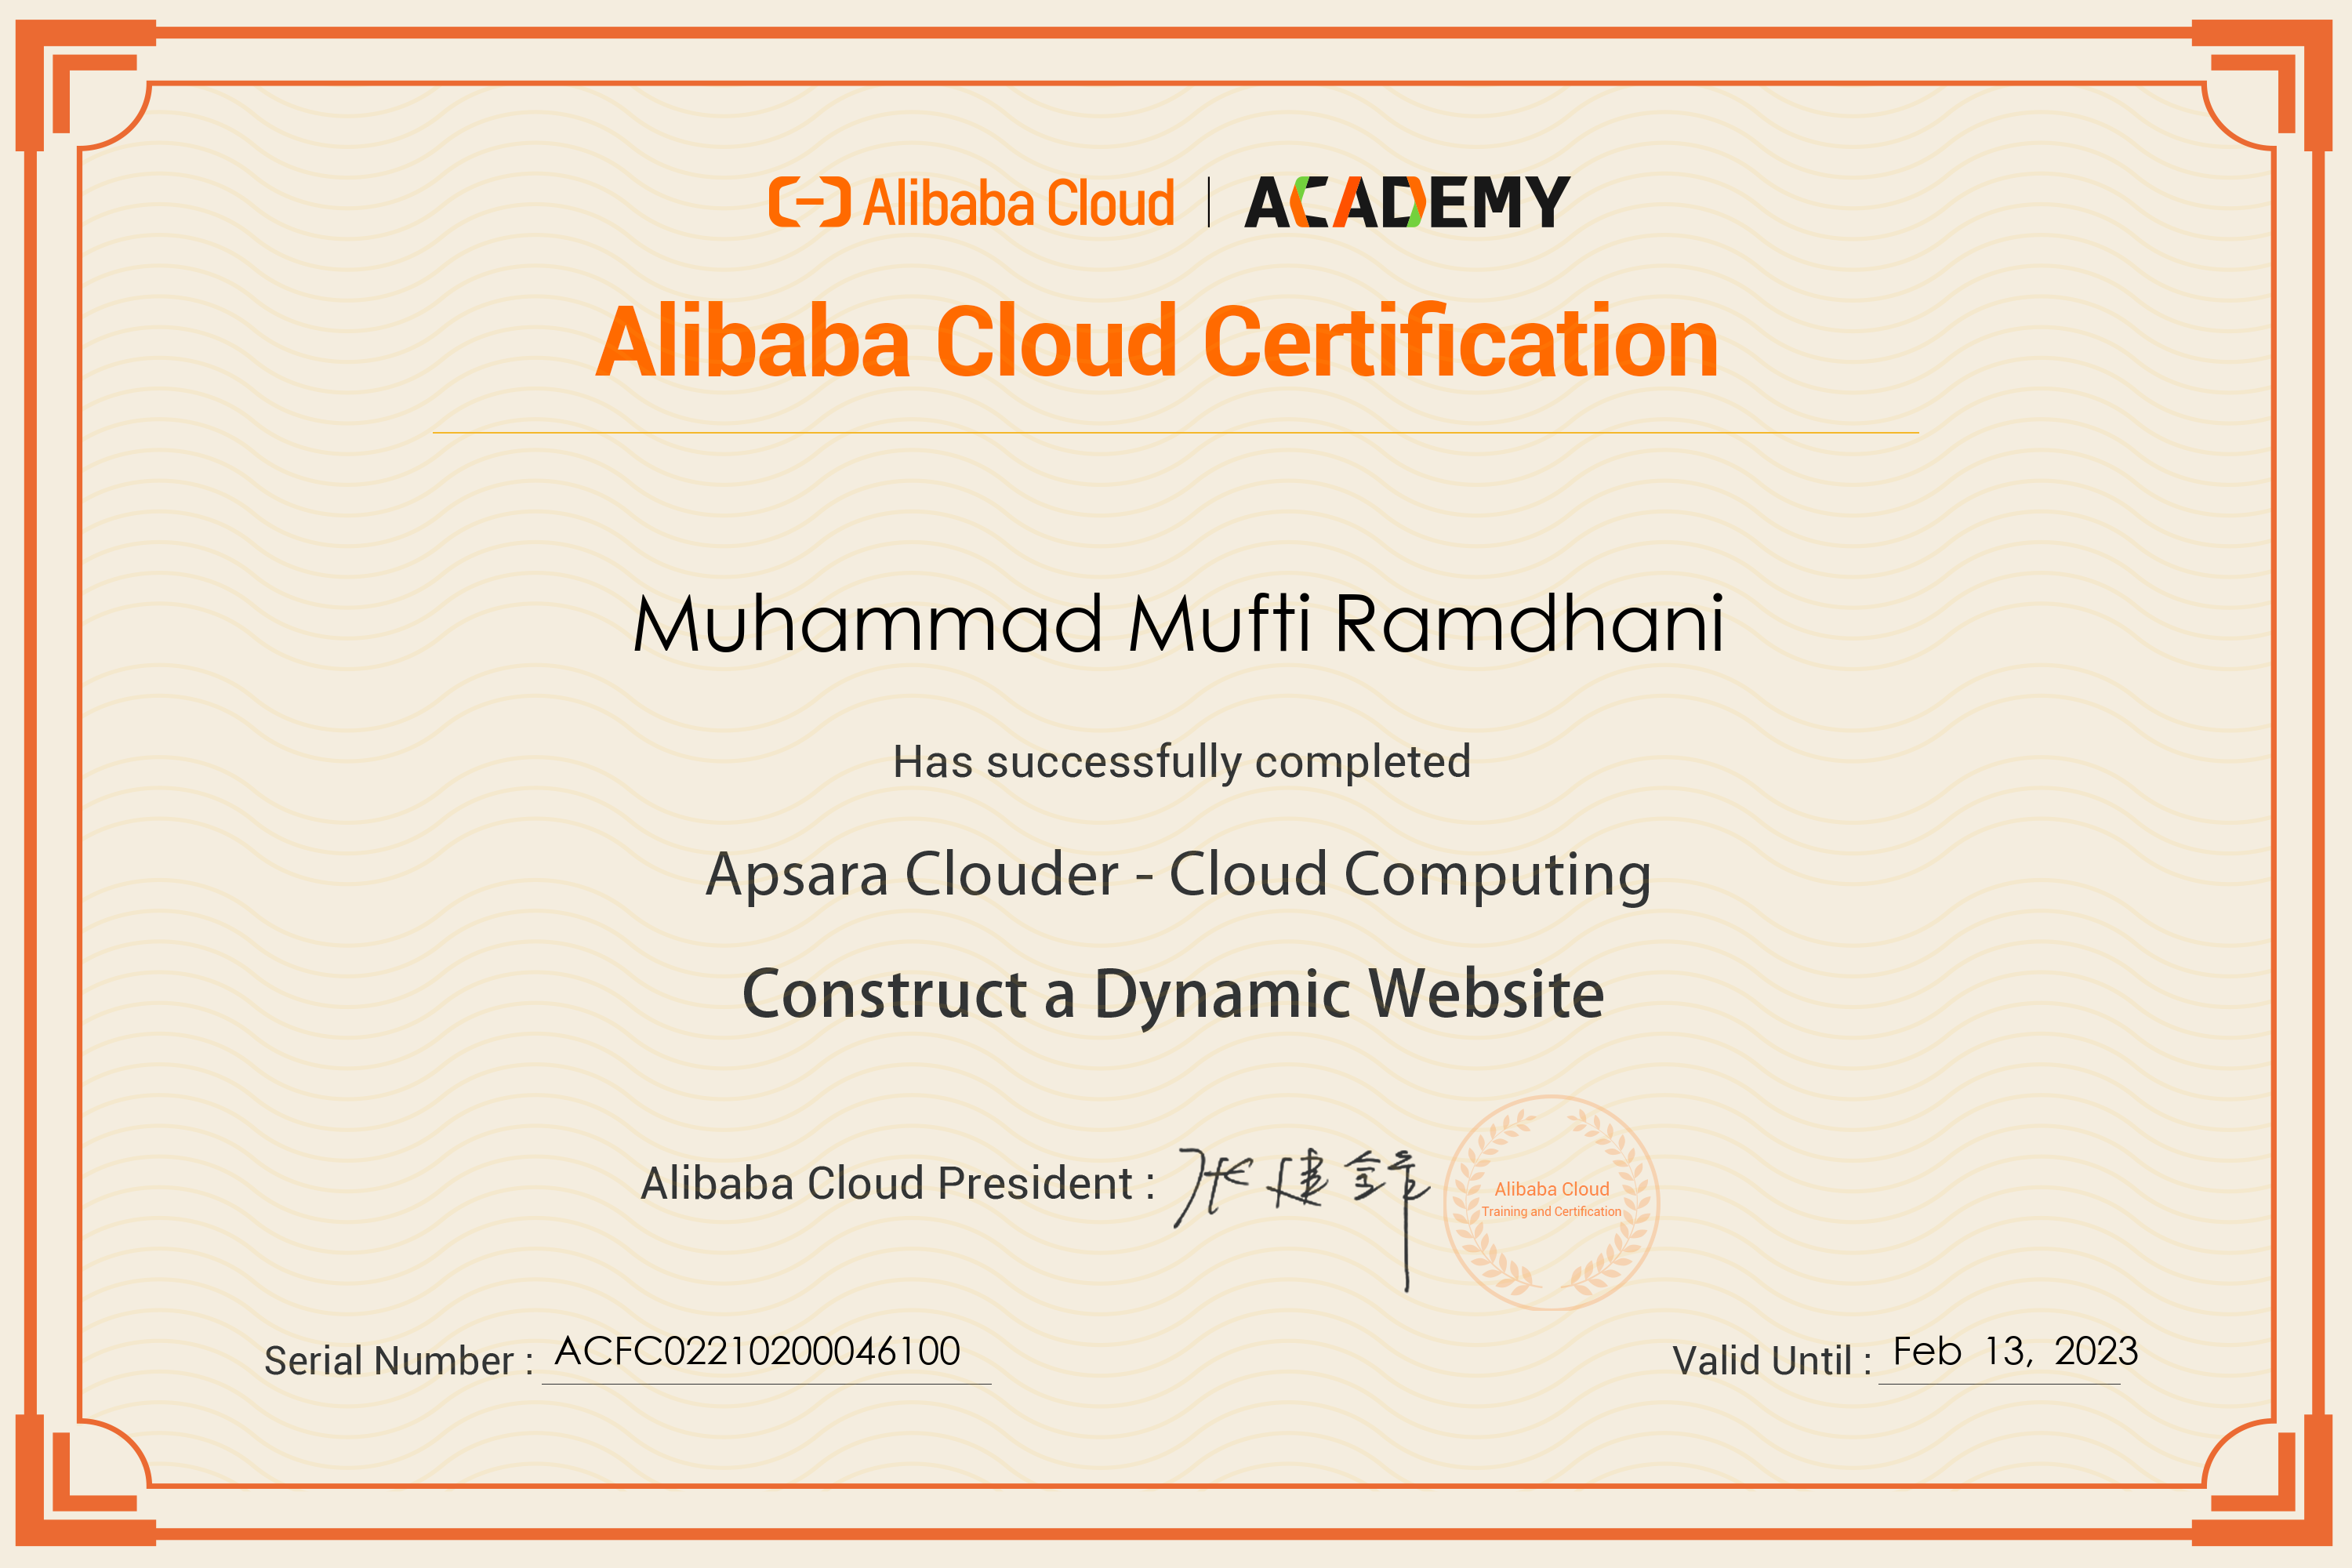 Alibaba Cloud | ACADEMY
Alibaba Cloud Certification
Muhammad Mufti Ramdhani
Has successfully completed
Apsara Clouder - Cloud Computing
Construct a Dynamic Website
Alibaba Cloud President : 张建锋
Alibaba Cloud
Training and Certification
Serial Number : ACFC02210200046100
Valid Until : Feb 13, 2023